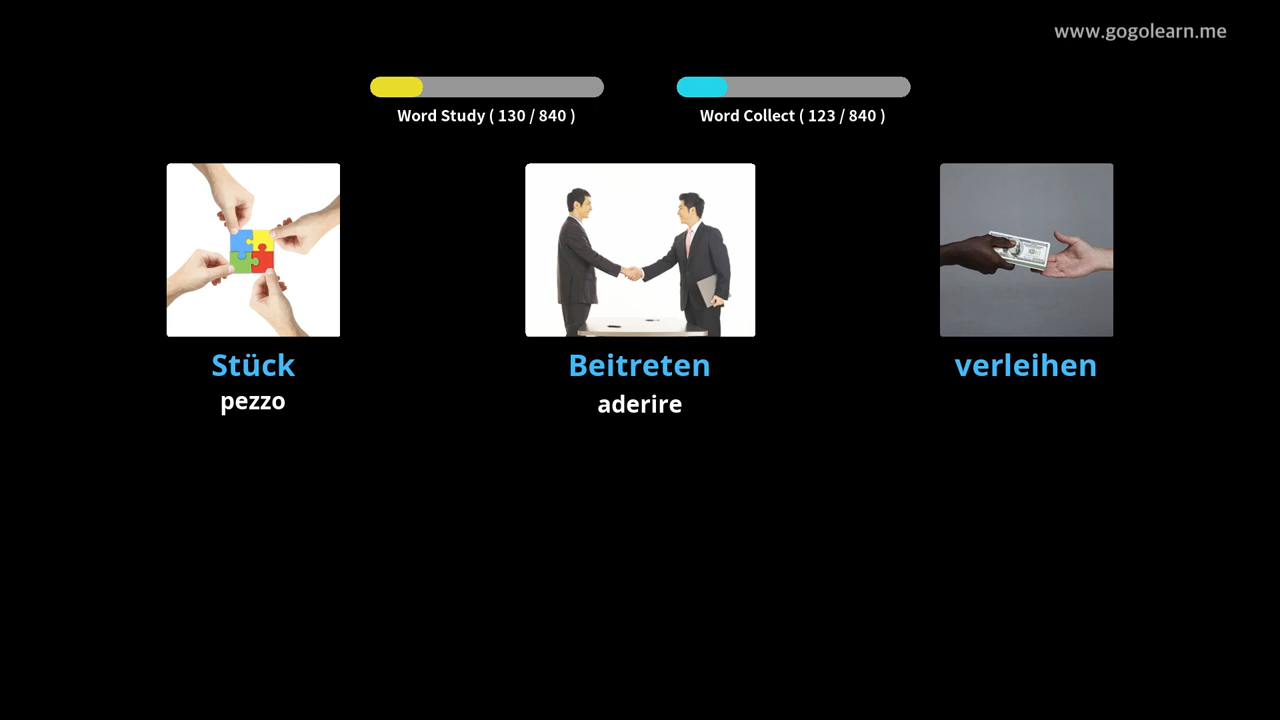 www.gogolearn.me
Word Study ( 130 / 840 )
Word Collect ( 123 / 840 )
Stück
Beitreten
verleihen
pezzo
aderire